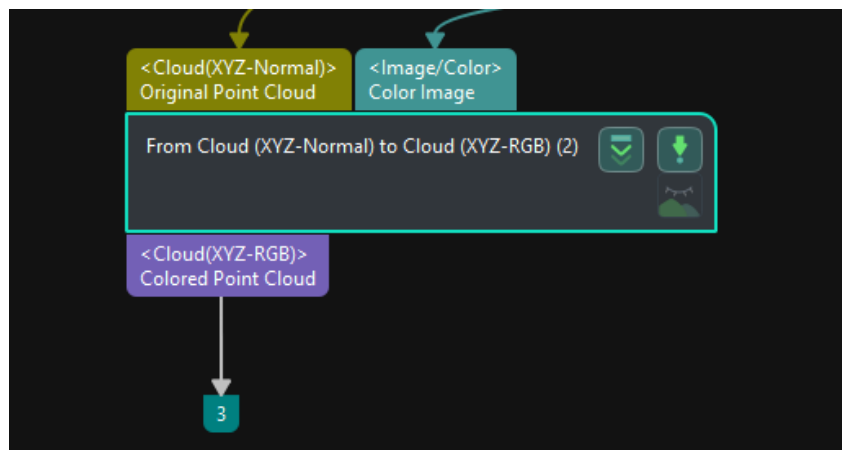 <Cloud(XYZ-Normal)>
Original Point Cloud
<Image/Color>
Color Image
From Cloud (XYZ-Normal) to Cloud (XYZ-RGB) (2)
<Cloud(XYZ-RGB)>
Colored Point Cloud
3